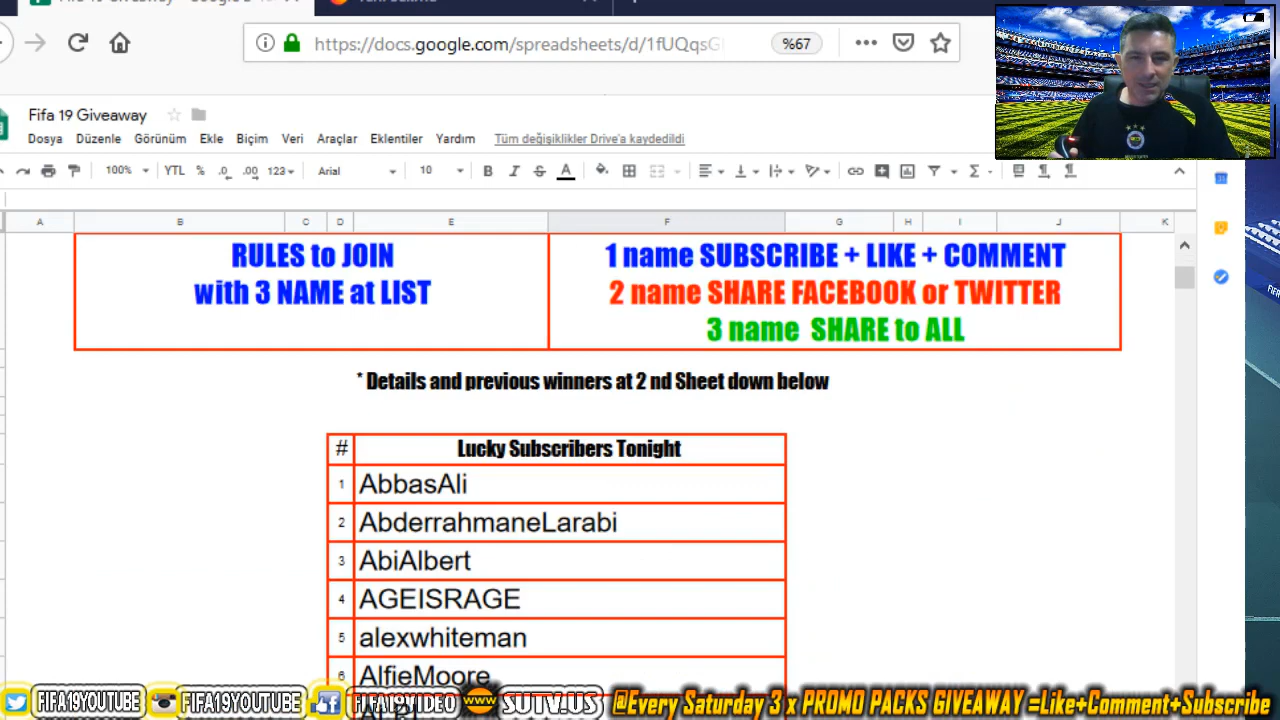 https://docs.google.com/spreadsheets/d/1fUQqsG
%67
Fifa 19 Giveaway
Dosya Düzenle Görünüm Ekle Biçim Veri Araçlar Eklentiler Yardım Tüm değişiklikler Drive'a kaydedildi
100% YTL % .0 .00 123 Arial 10 B I S A
A B C D E F G H I J K
RULES to JOIN
with 3 NAME at LIST
1 name SUBSCRIBE + LIKE + COMMENT
2 name SHARE FACEBOOK or TWITTER
3 name SHARE to ALL
* Details and previous winners at 2 nd Sheet down below
# Lucky Subscribers Tonight
1 AbbasAli
2 AbderrahmaneLarabi
3 AbiAlbert
4 AGEISRAGE
5 alexwhiteman
6 AlfieMoore
FIFA19YOUTUBE FIFA19YOUTUBE FIFA19VIDEO SUTV.US @Every Saturday 3 x PROMO PACKS GIVEAWAY =Like+Comment+Subscribe